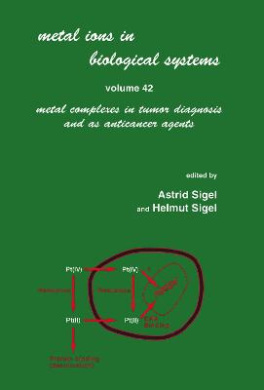 metal ions in
biological systems
volume 42
metal complexes in tumor diagnosis
and as anticancer agents
edited by
Astrid Sigel
and Helmut Sigel
Pt(IV) Pt(IV)
Pt(II) Pt(II)